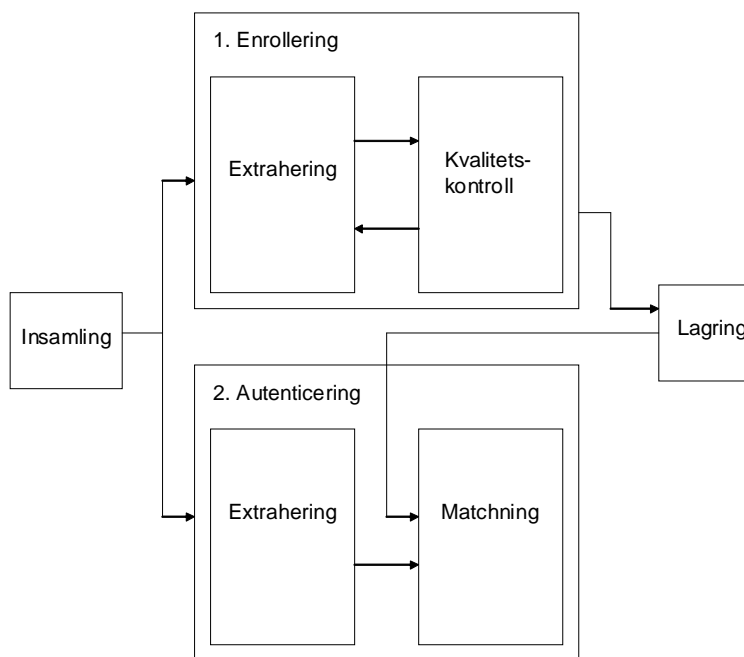 1. Enrollering
Extrahering
Kvalitets-
kontroll
Insamling
Lagring
2. Autenticering
Extrahering
Matchning